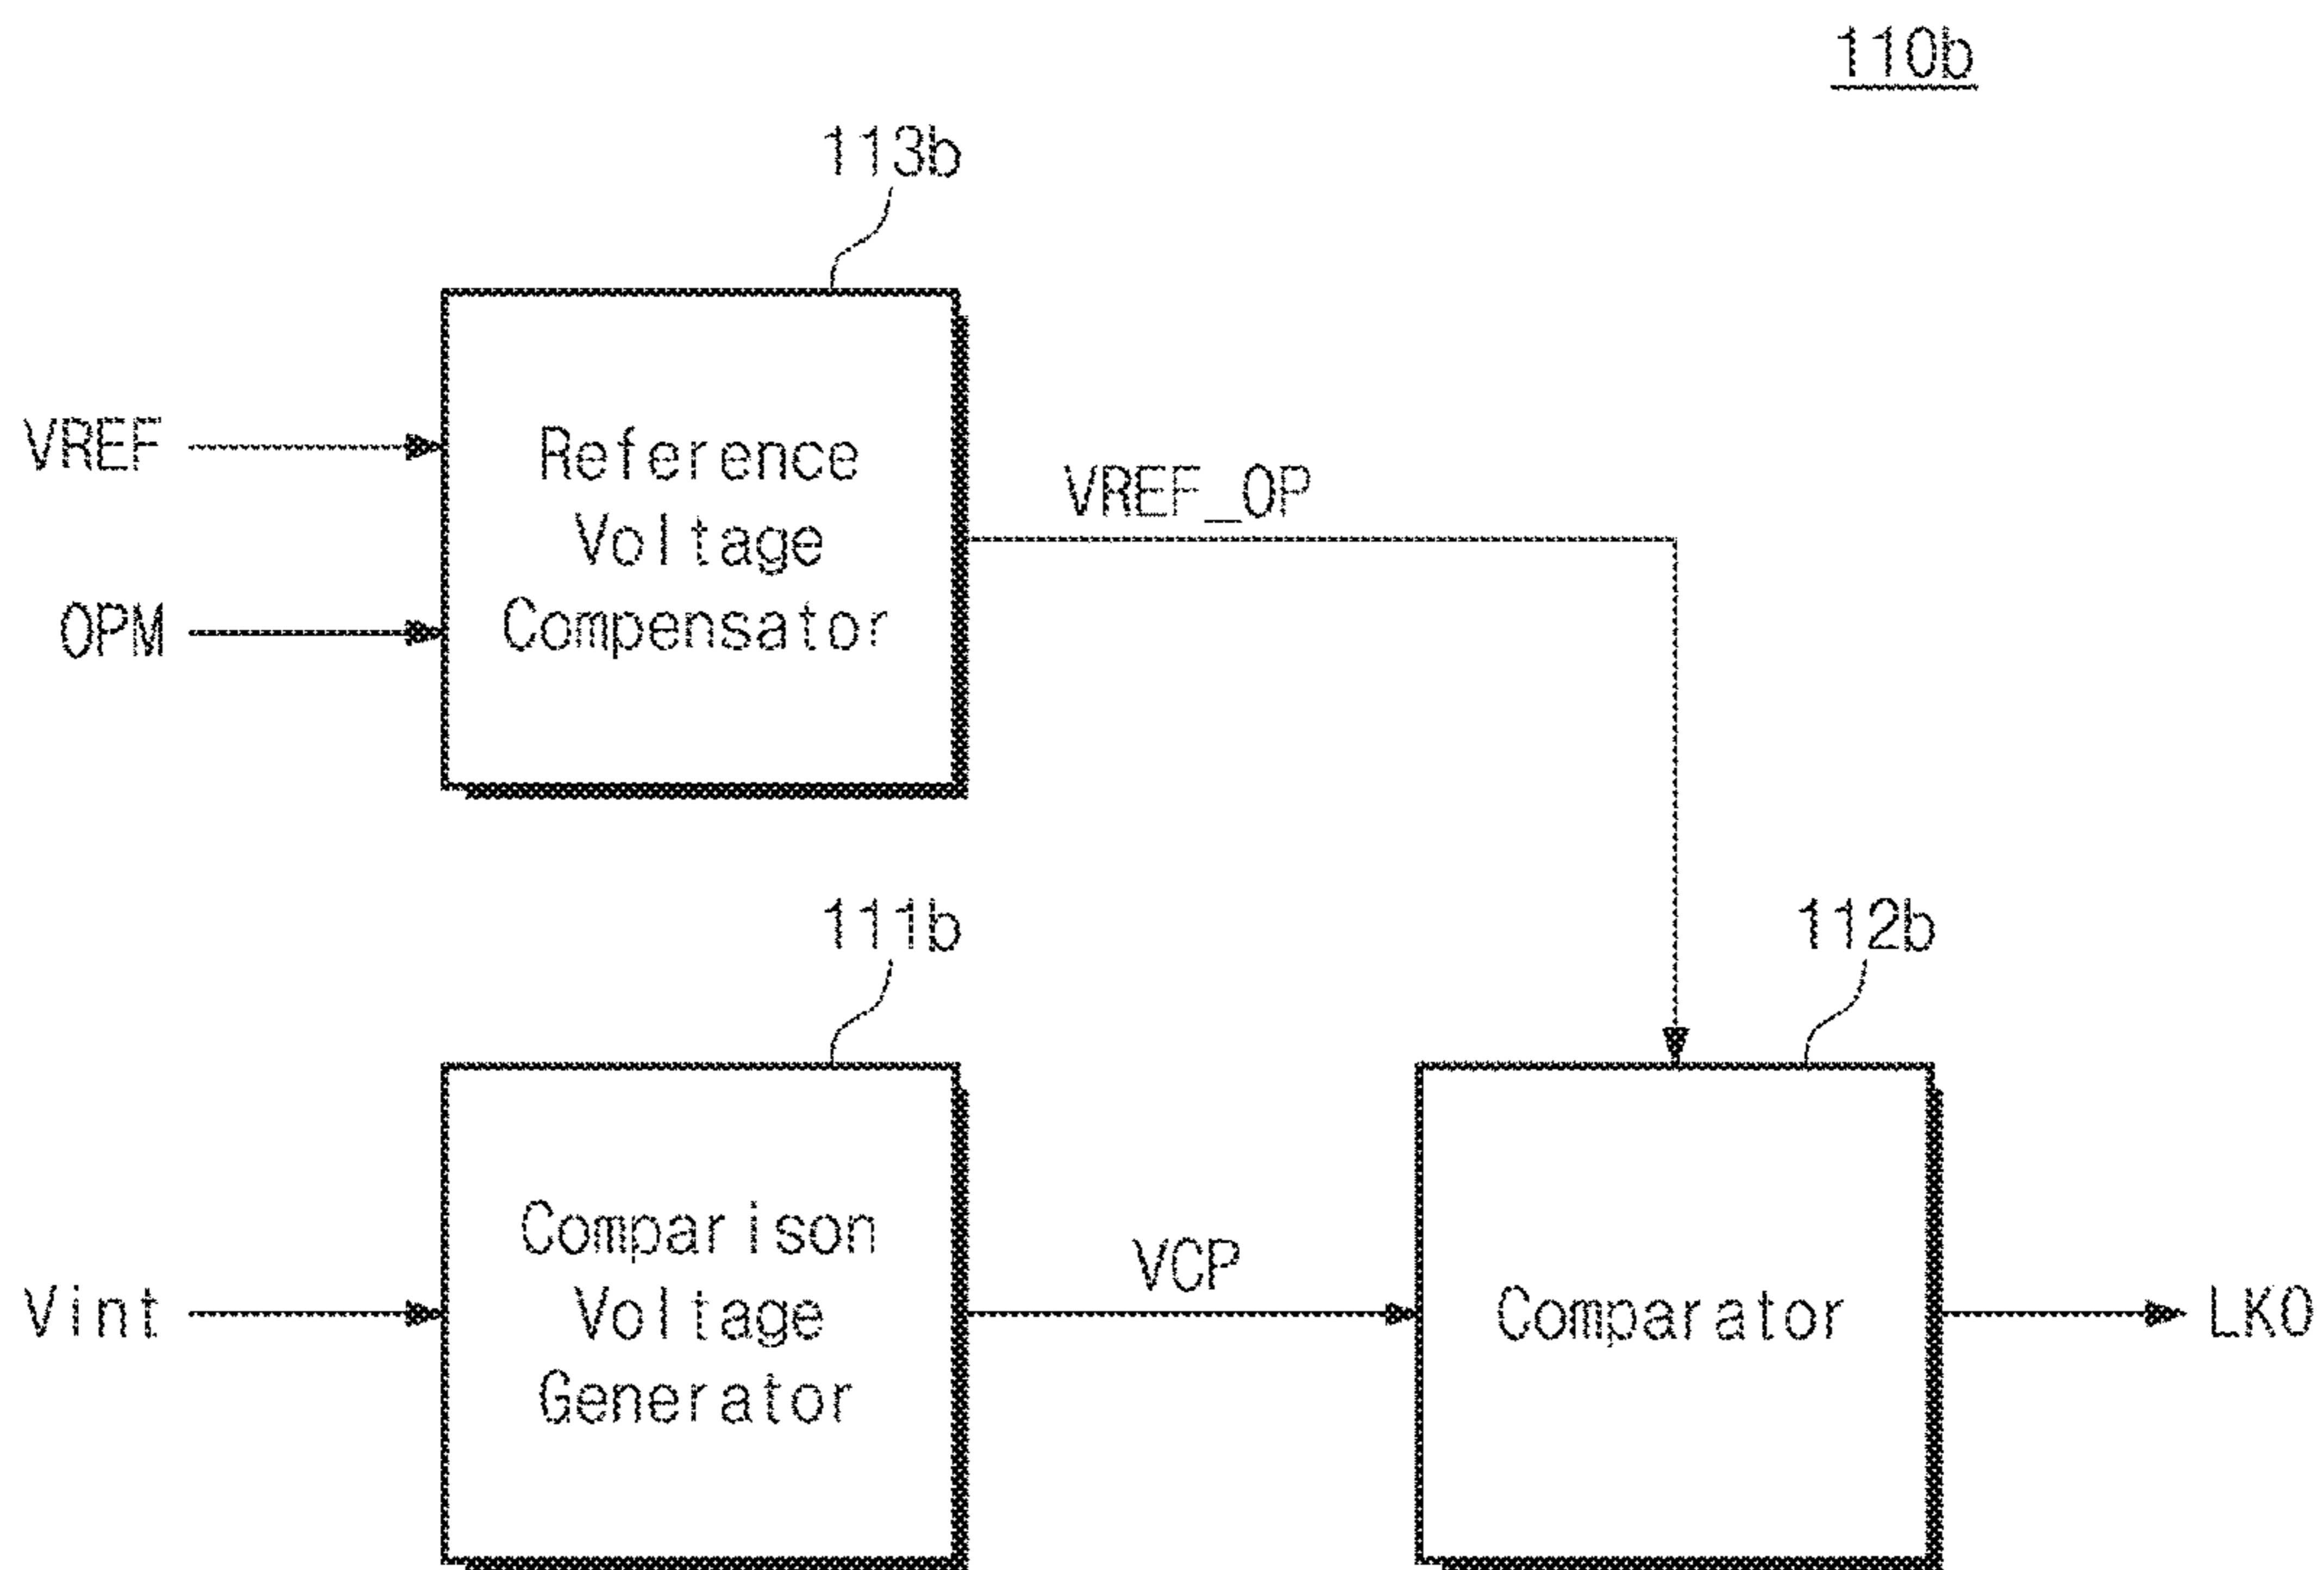 110b
113b
VREF
OPM
Reference
Voltage
Compensator
VREF_OP
111b
112b
Vint
Comparison
Voltage
Generator
VCP
Comparator
LKO